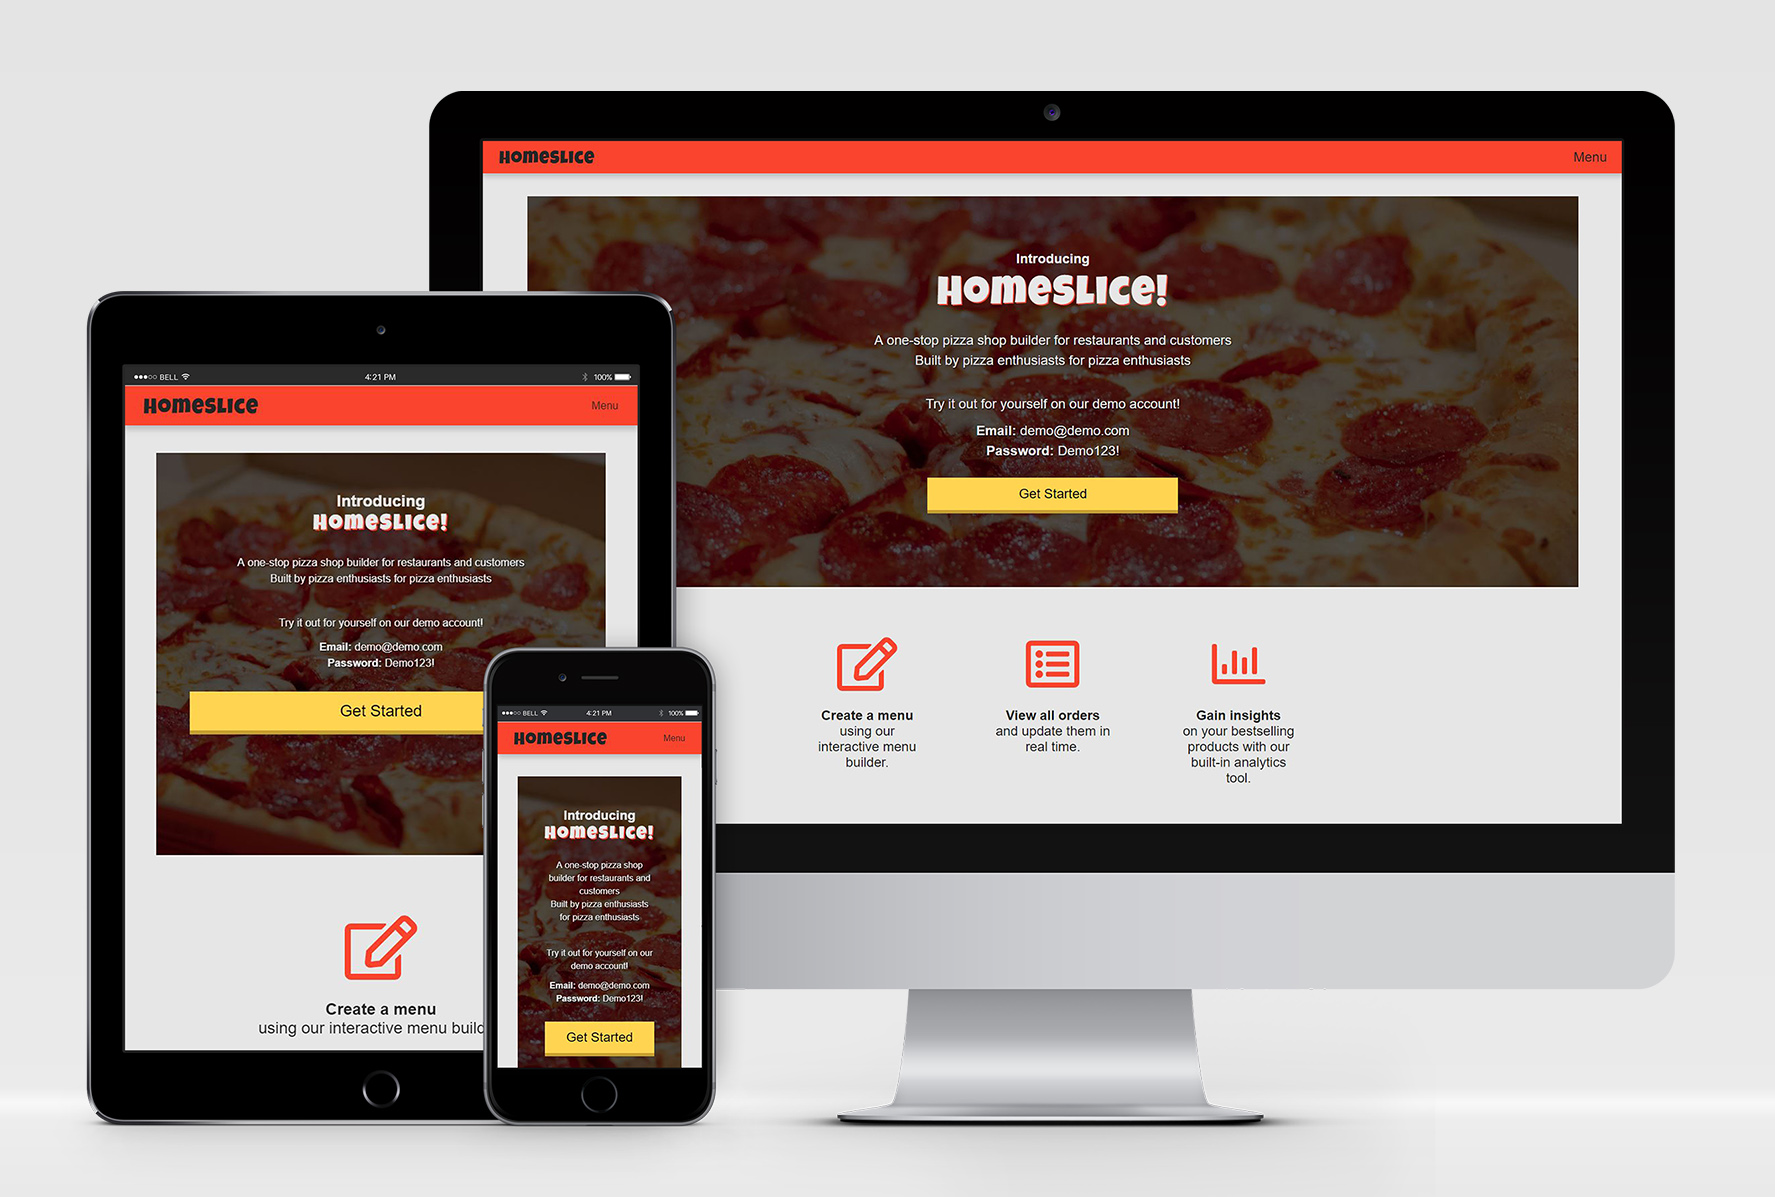 HOMESLICE
Menu
Introducing
HOMESLICE!
A one-stop pizza shop builder for restaurants and customers
Built by pizza enthusiasts for pizza enthusiasts
Try it out for yourself on our demo account!
Email: demo@demo.com
Password: Demo123!
Get Started
Create a menu
using our
interactive menu
builder.
View all orders
and update them in
real time.
Gain insights
on your bestselling
products with our
built-in analytics
tool.
BELL
4:21 PM
100%
HOMESLICE
Menu
Introducing
HOMESLICE!
A one-stop pizza shop builder for restaurants and customers
Built by pizza enthusiasts for pizza enthusiasts
Try it out for yourself on our demo account!
Email: demo@demo.com
Password: Demo123!
Get Started
Create a menu
using our interactive menu build
BELL
4:21 PM
100%
HOMESLICE
Menu
Introducing
HOMESLICE!
A one-stop pizza shop
builder for restaurants and
customers
Built by pizza enthusiasts
for pizza enthusiasts
Try it out for yourself on our
demo account!
Email: demo@demo.com
Password: Demo123!
Get Started